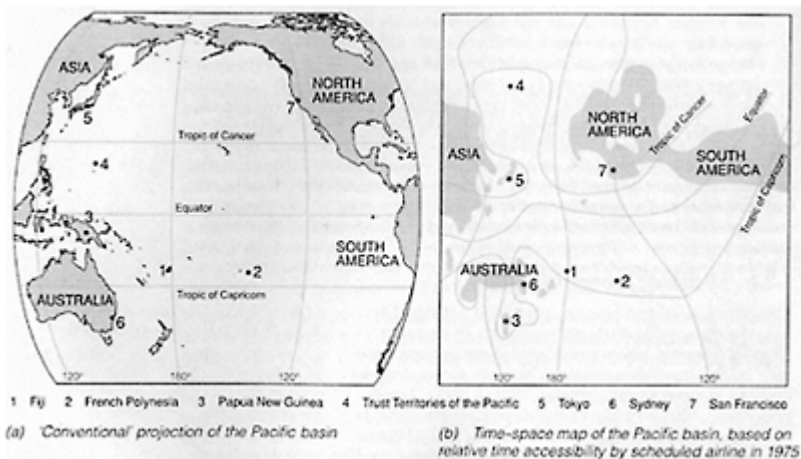 ASIA
NORTH
AMERICA
7
5
Tropic of Cancer
4
3
Equator
SOUTH
AMERICA
1
2
AUSTRALIA
Tropic of Capricorn
6
120°
160°
120°
4
NORTH
AMERICA
Tropic of Cancer
Equator
ASIA
SOUTH
AMERICA
7
5
Tropic of Capricorn
AUSTRALIA
1
6
2
3
120°
160°
120°
1 Fiji 2 French Polynesia 3 Papua New Guinea 4 Trust Territories of the Pacific 5 Tokyo 6 Sydney 7 San Francisco
(a) 'Conventional' projection of the Pacific basin
(b) Time-space map of the Pacific basin, based on
relative time accessibility by scheduled airline in 1975